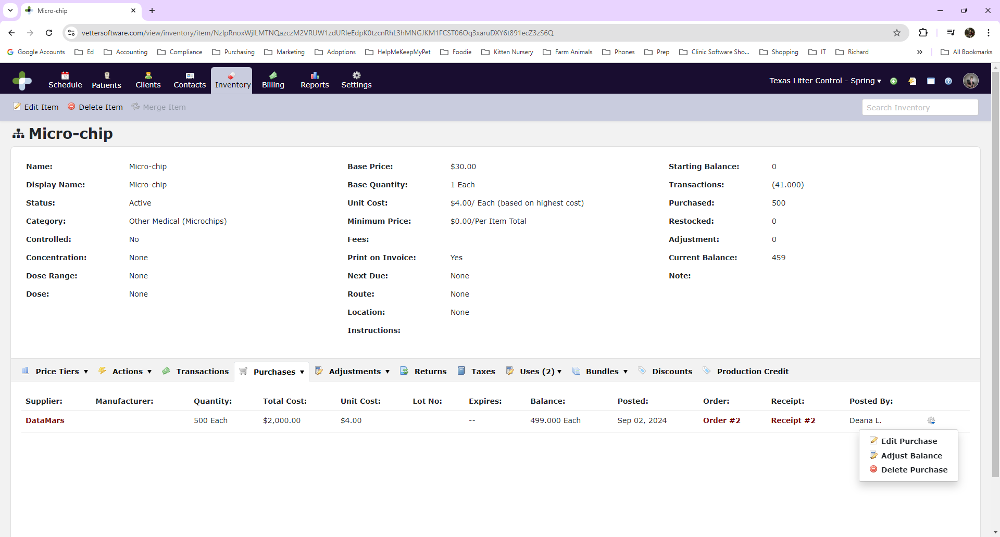 Micro-chip
vettersoftware.com/view/inventory/item/NzlpRnoxWjlLMTNQazczM2VRUW1zdURIeEdpK0tzcnRhL3hMNGJKM1FCST06Oq3xaruDXY6t891ecZ3zS6Q
Google Accounts Ed Accounting Compliance Purchasing Marketing Adoptions HelpMeKeepMyPet Foodie Kitten Nursery Farm Animals Phones Prep Clinic Software Sho... Shopping IT Richard » All Bookmarks
Schedule Patients Clients Contacts Inventory Billing Reports Settings Texas Litter Control - Spring ▾
Edit Item Delete Item Merge Item Search Inventory
Micro-chip
Name: Micro-chip Base Price: $30.00 Starting Balance: 0
Display Name: Micro-chip Base Quantity: 1 Each Transactions: (41.000)
Status: Active Unit Cost: $4.00/ Each (based on highest cost) Purchased: 500
Category: Other Medical (Microchips) Minimum Price: $0.00/Per Item Total Restocked: 0
Controlled: No Fees: Adjustment: 0
Concentration: None Print on Invoice: Yes Current Balance: 459
Dose Range: None Next Due: None Note:
Dose: None Route: None
Location: None
Instructions:
Price Tiers ▾ Actions ▾ Transactions Purchases ▾ Adjustments ▾ Returns Taxes Uses (2) ▾ Bundles ▾ Discounts Production Credit
Supplier: Manufacturer: Quantity: Total Cost: Unit Cost: Lot No: Expires: Balance: Posted: Order: Receipt: Posted By:
DataMars 500 Each $2,000.00 $4.00 -- 499.000 Each Sep 02, 2024 Order #2 Receipt #2 Deana L.
Edit Purchase
Adjust Balance
Delete Purchase